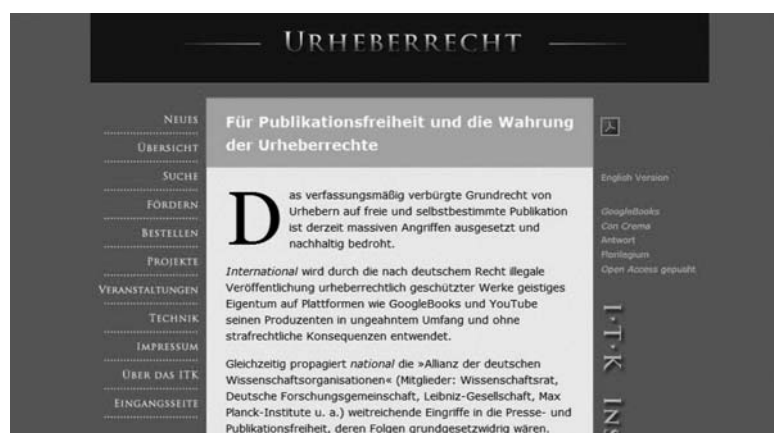 URHEBERRECHT
NEUES
ÜBERSICHT
SUCHE
FÖRDERN
BESTELLEN
PROJEKTE
VERANSTALTUNGEN
TECHNIK
IMPRESSUM
ÜBER DAS ITK
EINGANGSSEITE
Für Publikationsfreiheit und die Wahrung
der Urheberrechte
Das verfassungsmäßig verbürgte Grundrecht von
Urhebern auf freie und selbstbestimmte Publikation
ist derzeit massiven Angriffen ausgesetzt und
nachhaltig bedroht.
International wird durch die nach deutschem Recht illegale
Veröffentlichung urheberrechtlich geschützter Werke geistiges
Eigentum auf Plattformen wie GoogleBooks und YouTube
seinen Produzenten in ungeahntem Umfang und ohne
strafrechtliche Konsequenzen entwendet.
Gleichzeitig propagiert national die »Allianz der deutschen
Wissenschaftsorganisationen« (Mitglieder: Wissenschaftsrat,
Deutsche Forschungsgemeinschaft, Leibniz-Gesellschaft, Max
Planck-Institute u. a.) weitreichende Eingriffe in die Presse- und
Publikationsfreiheit, deren Folgen grundgesetzwidrig wären.
English Version
GoogleBooks
Con Crema
Antwort
Florilegium
Open Access gepusht
I·T·K INS